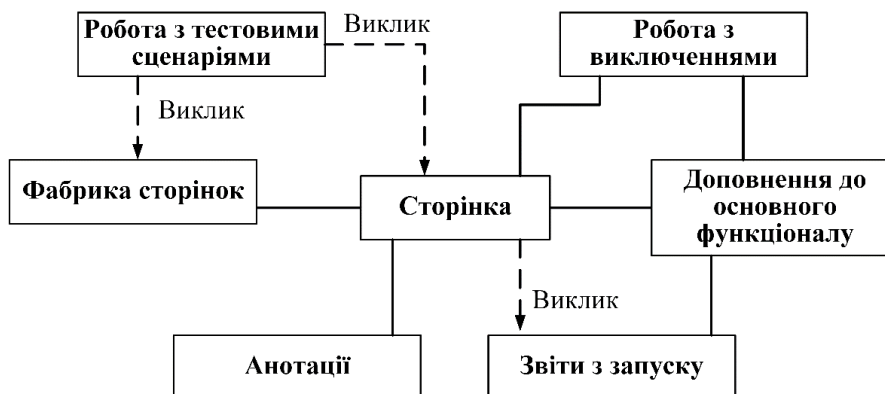 Робота з тестовими
сценаріями
Виклик
Робота з
виключеннями
Виклик
Фабрика сторінок
Сторінка
Доповнення до
основного
функціоналу
Виклик
Анотації
Звіти з запуску